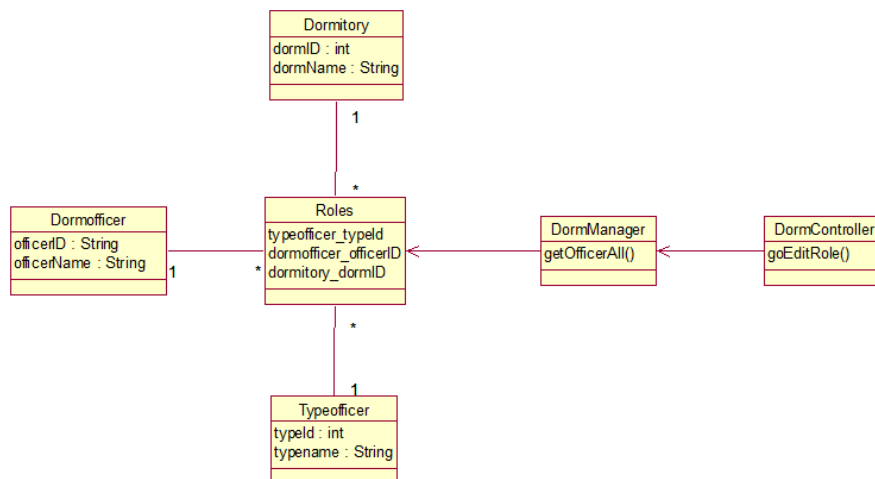 Dormitory
dormID : int
dormName : String
1
*
Dormofficer
officerID : String
officerName : String
1
*
Roles
typeofficer_typeId
dormofficer_officerID
dormitory_dormID
DormManager
getOfficerAll()
DormController
goEditRole()
*
1
Typeofficer
typeId : int
typename : String